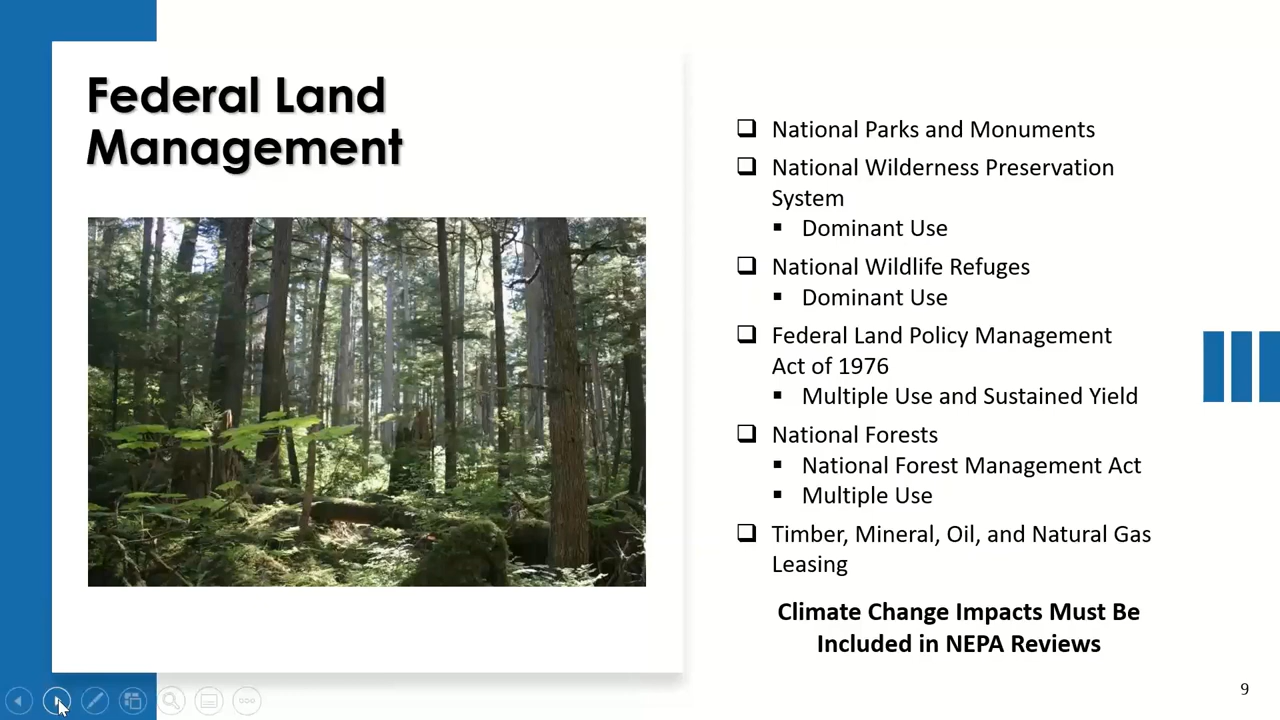 Federal Land
Management
❑ National Parks and Monuments
❑ National Wilderness Preservation
System
▪ Dominant Use
❑ National Wildlife Refuges
▪ Dominant Use
❑ Federal Land Policy Management
Act of 1976
▪ Multiple Use and Sustained Yield
❑ National Forests
▪ National Forest Management Act
▪ Multiple Use
❑ Timber, Mineral, Oil, and Natural Gas
Leasing
Climate Change Impacts Must Be
Included in NEPA Reviews
9